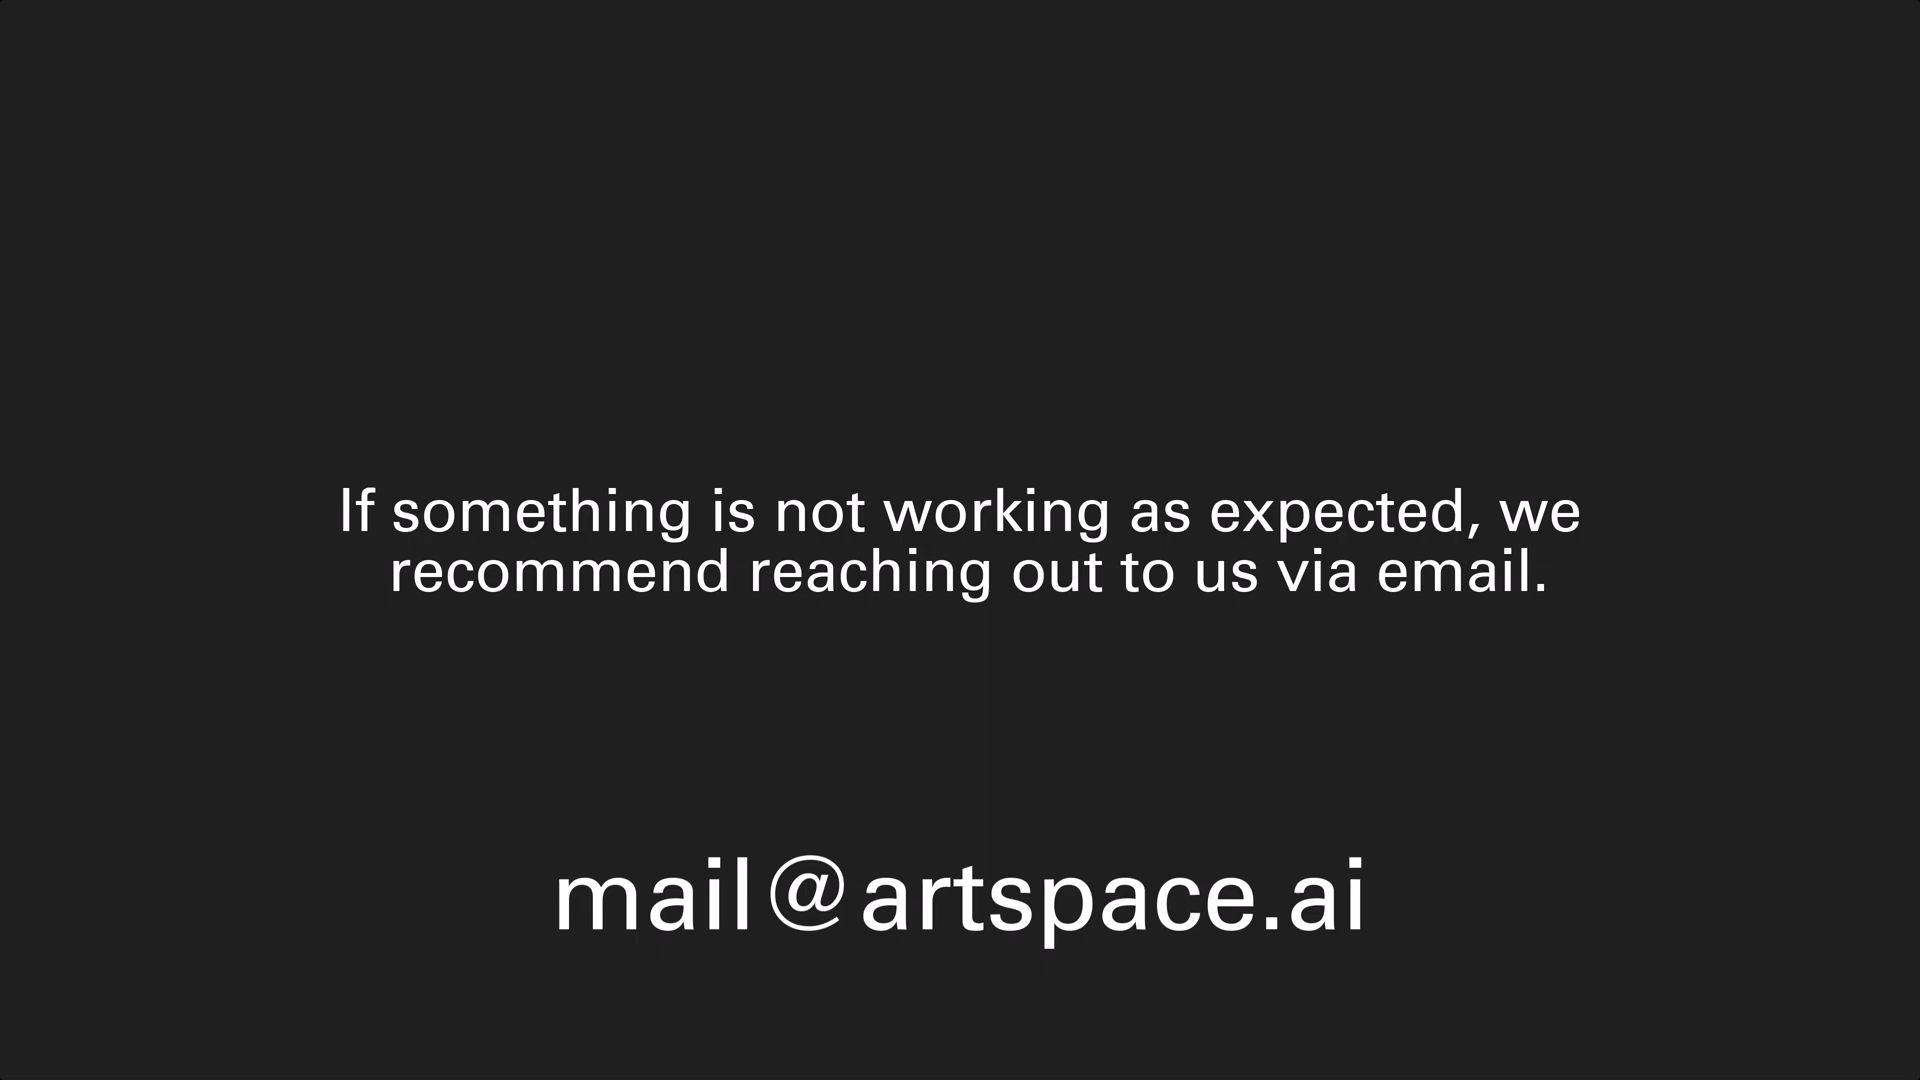 If something is not working as expected, we
recommend reaching out to us via email.
mail@artspace.ai